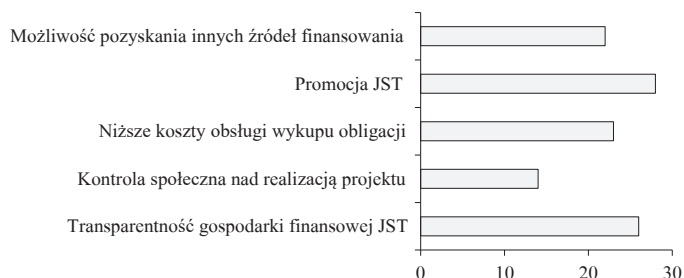 Możliwość pozyskania innych źródeł finansowania
Promocja JST
Niższe koszty obsługi wykupu obligacji
Kontrola społeczna nad realizacją projektu
Transparentność gospodarki finansowej JST
0 10 20 30